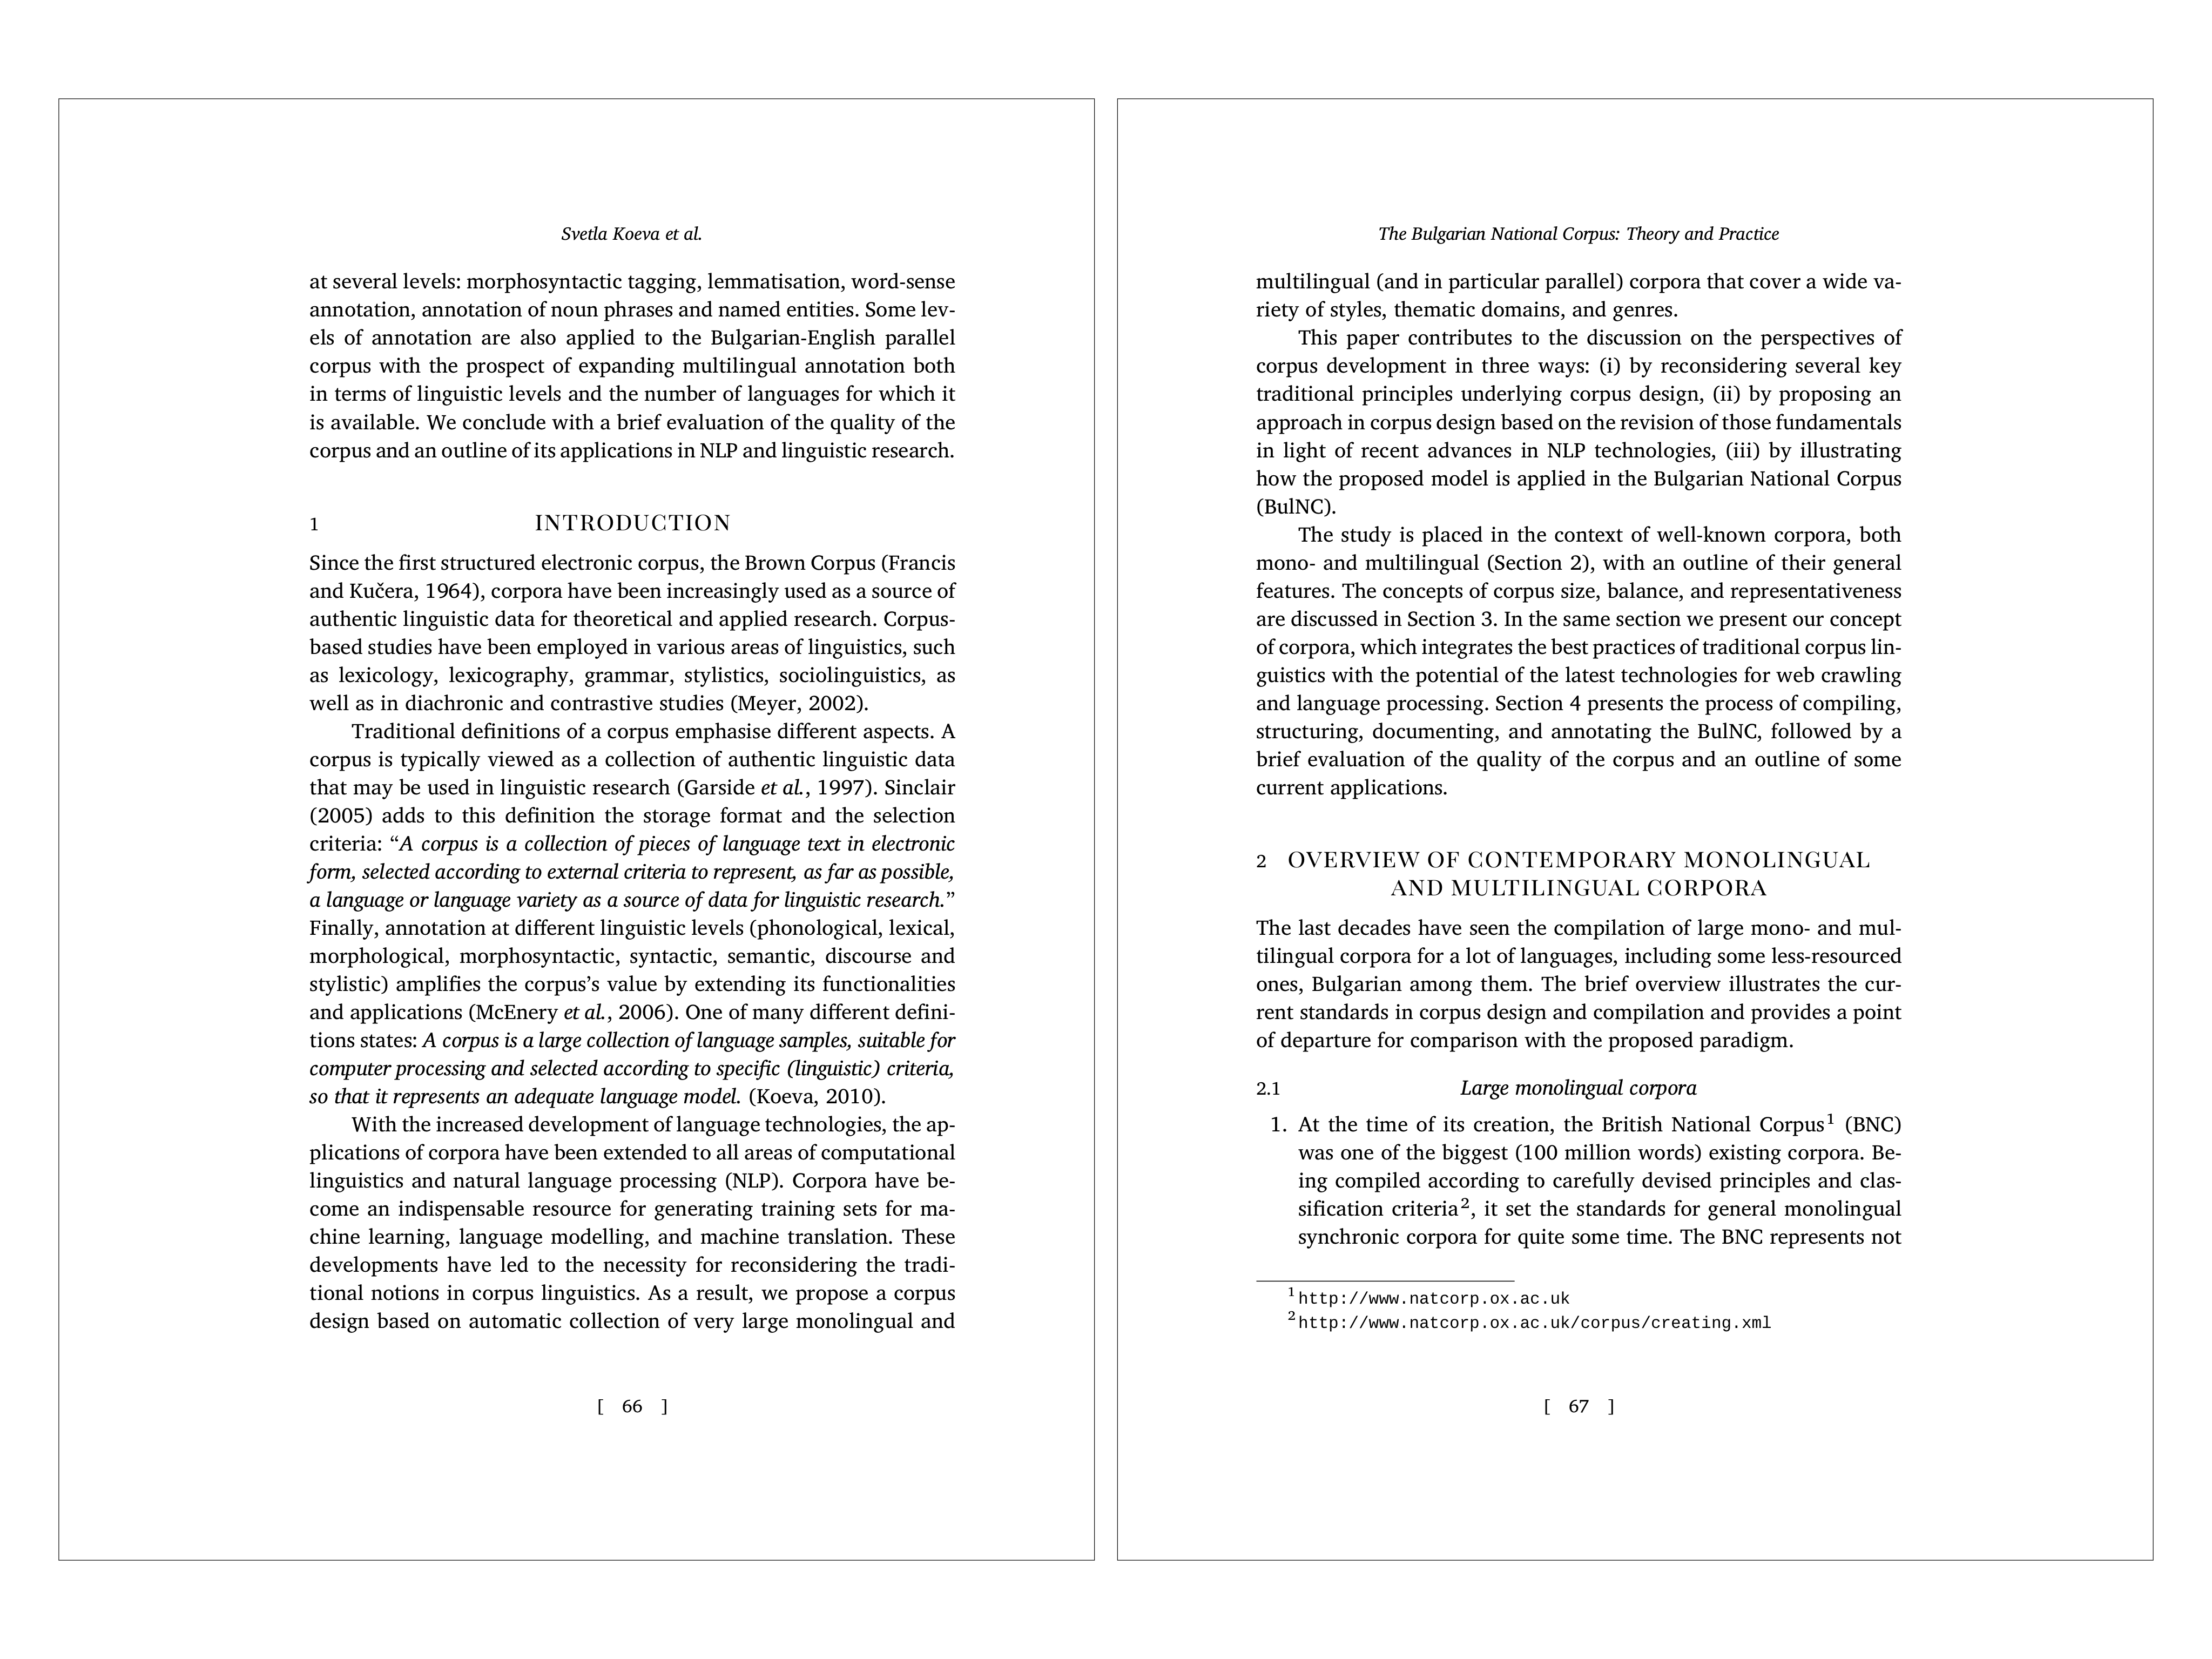 Svetla Koeva et al.
at several levels: morphosyntactic tagging, lemmatisation, word-sense
annotation, annotation of noun phrases and named entities. Some lev-
els of annotation are also applied to the Bulgarian-English parallel
corpus with the prospect of expanding multilingual annotation both
in terms of linguistic levels and the number of languages for which it
is available. We conclude with a brief evaluation of the quality of the
corpus and an outline of its applications in NLP and linguistic research.
1 INTRODUCTION
Since the first structured electronic corpus, the Brown Corpus (Francis
and Kučera, 1964), corpora have been increasingly used as a source of
authentic linguistic data for theoretical and applied research. Corpus-
based studies have been employed in various areas of linguistics, such
as lexicology, lexicography, grammar, stylistics, sociolinguistics, as
well as in diachronic and contrastive studies (Meyer, 2002).
Traditional definitions of a corpus emphasise different aspects. A
corpus is typically viewed as a collection of authentic linguistic data
that may be used in linguistic research (Garside et al., 1997). Sinclair
(2005) adds to this definition the storage format and the selection
criteria: “A corpus is a collection of pieces of language text in electronic
form, selected according to external criteria to represent, as far as possible,
a language or language variety as a source of data for linguistic research.”
Finally, annotation at different linguistic levels (phonological, lexical,
morphological, morphosyntactic, syntactic, semantic, discourse and
stylistic) amplifies the corpus’s value by extending its functionalities
and applications (McEnery et al., 2006). One of many different defini-
tions states: A corpus is a large collection of language samples, suitable for
computer processing and selected according to specific (linguistic) criteria,
so that it represents an adequate language model. (Koeva, 2010).
With the increased development of language technologies, the ap-
plications of corpora have been extended to all areas of computational
linguistics and natural language processing (NLP). Corpora have be-
come an indispensable resource for generating training sets for ma-
chine learning, language modelling, and machine translation. These
developments have led to the necessity for reconsidering the tradi-
tional notions in corpus linguistics. As a result, we propose a corpus
design based on automatic collection of very large monolingual and
[ 66 ]
The Bulgarian National Corpus: Theory and Practice
multilingual (and in particular parallel) corpora that cover a wide va-
riety of styles, thematic domains, and genres.
This paper contributes to the discussion on the perspectives of
corpus development in three ways: (i) by reconsidering several key
traditional principles underlying corpus design, (ii) by proposing an
approach in corpus design based on the revision of those fundamentals
in light of recent advances in NLP technologies, (iii) by illustrating
how the proposed model is applied in the Bulgarian National Corpus
(BulNC).
The study is placed in the context of well-known corpora, both
mono- and multilingual (Section 2), with an outline of their general
features. The concepts of corpus size, balance, and representativeness
are discussed in Section 3. In the same section we present our concept
of corpora, which integrates the best practices of traditional corpus lin-
guistics with the potential of the latest technologies for web crawling
and language processing. Section 4 presents the process of compiling,
structuring, documenting, and annotating the BulNC, followed by a
brief evaluation of the quality of the corpus and an outline of some
current applications.
2 OVERVIEW OF CONTEMPORARY MONOLINGUAL
AND MULTILINGUAL CORPORA
The last decades have seen the compilation of large mono- and mul-
tilingual corpora for a lot of languages, including some less-resourced
ones, Bulgarian among them. The brief overview illustrates the cur-
rent standards in corpus design and compilation and provides a point
of departure for comparison with the proposed paradigm.
2.1 Large monolingual corpora
1. At the time of its creation, the British National Corpus¹ (BNC)
was one of the biggest (100 million words) existing corpora. Be-
ing compiled according to carefully devised principles and clas-
sification criteria², it set the standards for general monolingual
synchronic corpora for quite some time. The BNC represents not
¹ http://www.natcorp.ox.ac.uk
² http://www.natcorp.ox.ac.uk/corpus/creating.xml
[ 67 ]